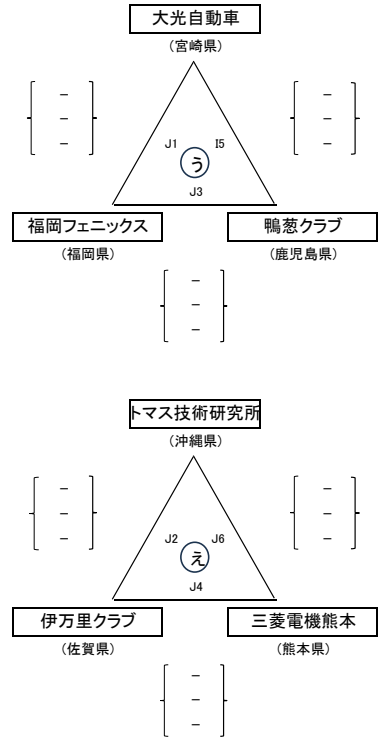 大光自動車
(宮崎県)
－ －
－ －
－ －
J1 I5
う
J3
福岡フェニックス 鴨葱クラブ
(福岡県) (鹿児島県)
－
－
－
トマス技術研究所
(沖縄県)
－ －
－ －
－ －
J2 J6
え
J4
伊万里クラブ 三菱電機熊本
(佐賀県) (熊本県)
－
－
－